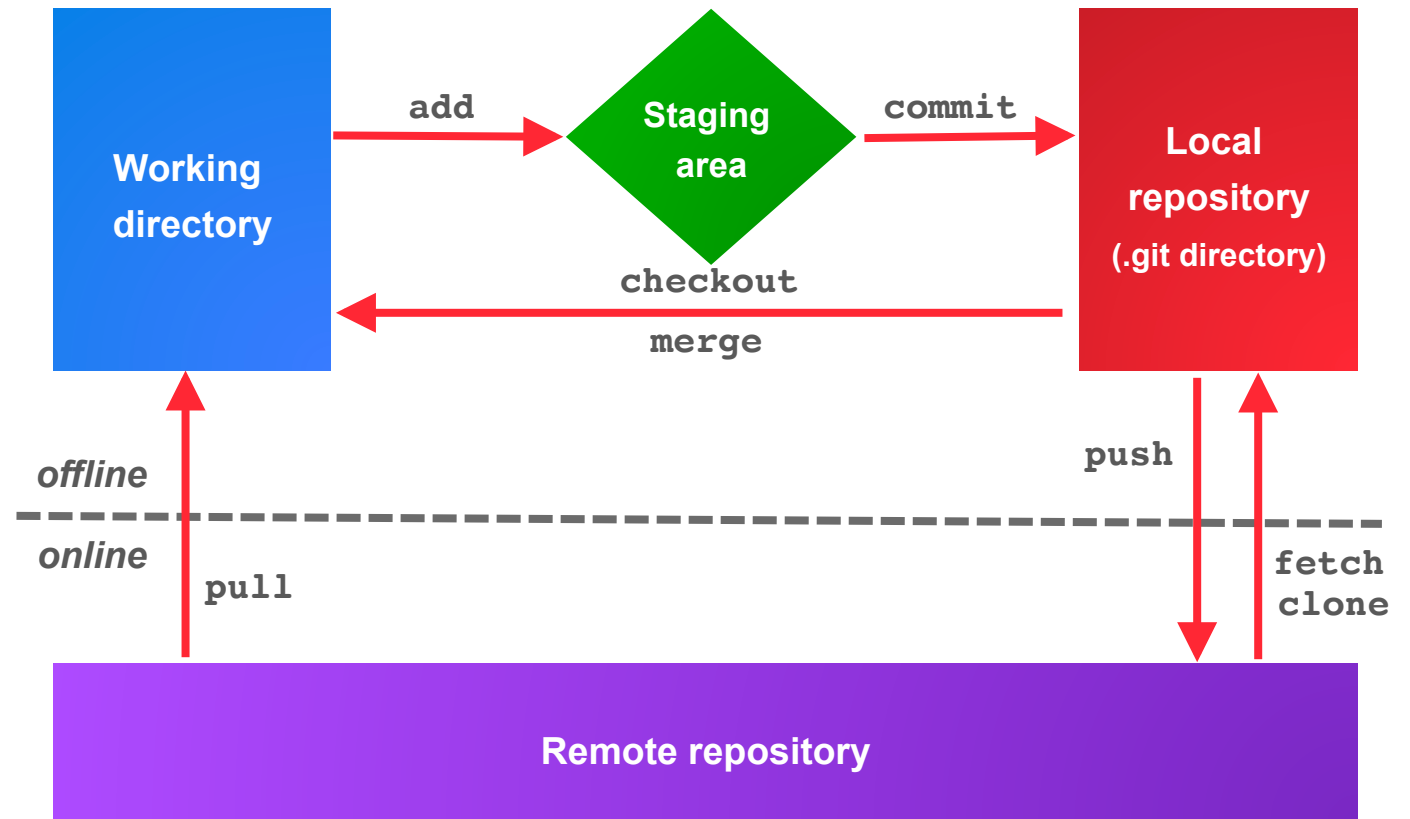 add
Staging
area
commit
Working
directory
Local
repository
(.git directory)
checkout
merge
offline
online
pull
push
fetch
clone
Remote repository